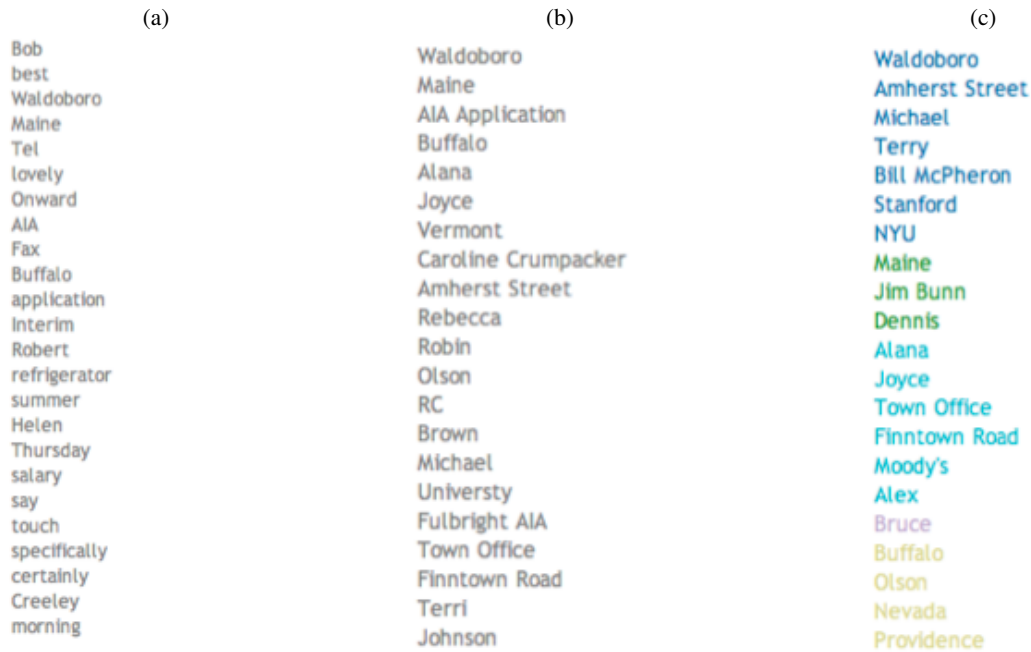 (a)
Bob
best
Waldoboro
Maine
Tel
lovely
Onward
AIA
Fax
Buffalo
application
Interim
Robert
refrigerator
summer
Helen
Thursday
salary
say
touch
specifically
certainly
Creeley
morning
(b)
Waldoboro
Maine
AIA Application
Buffalo
Alana
Joyce
Vermont
Caroline Crumpacker
Amherst Street
Rebecca
Robin
Olson
RC
Brown
Michael
Universty
Fulbright AIA
Town Office
Finntown Road
Terri
Johnson
(c)
Waldoboro
Amherst Street
Michael
Terry
Bill McPheron
Stanford
NYU
Maine
Jim Bunn
Dennis
Alana
Joyce
Town Office
Finntown Road
Moody's
Alex
Bruce
Buffalo
Olson
Nevada
Providence